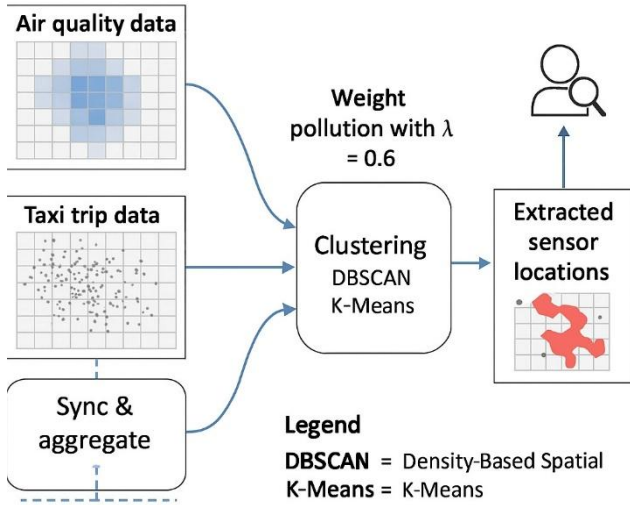 Air quality data
Weight
pollution with λ
= 0.6
Taxi trip data
Clustering
DBSCAN
K-Means
Extracted
sensor
locations
Sync &
aggregate
Legend
DBSCAN = Density-Based Spatial
K-Means = K-Means